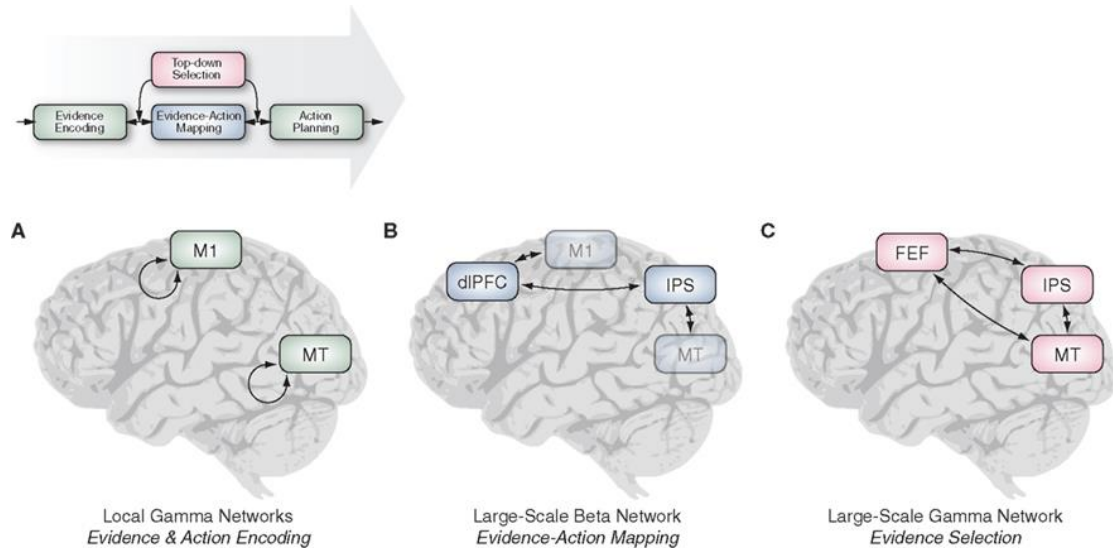 Top-down
Selection
Evidence
Encoding
Evidence-Action
Mapping
Action
Planning
A
M1
MT
Local Gamma Networks
Evidence & Action Encoding
B
M1
dlPFC
IPS
MT
Large-Scale Beta Network
Evidence-Action Mapping
C
FEF
IPS
MT
Large-Scale Gamma Network
Evidence Selection